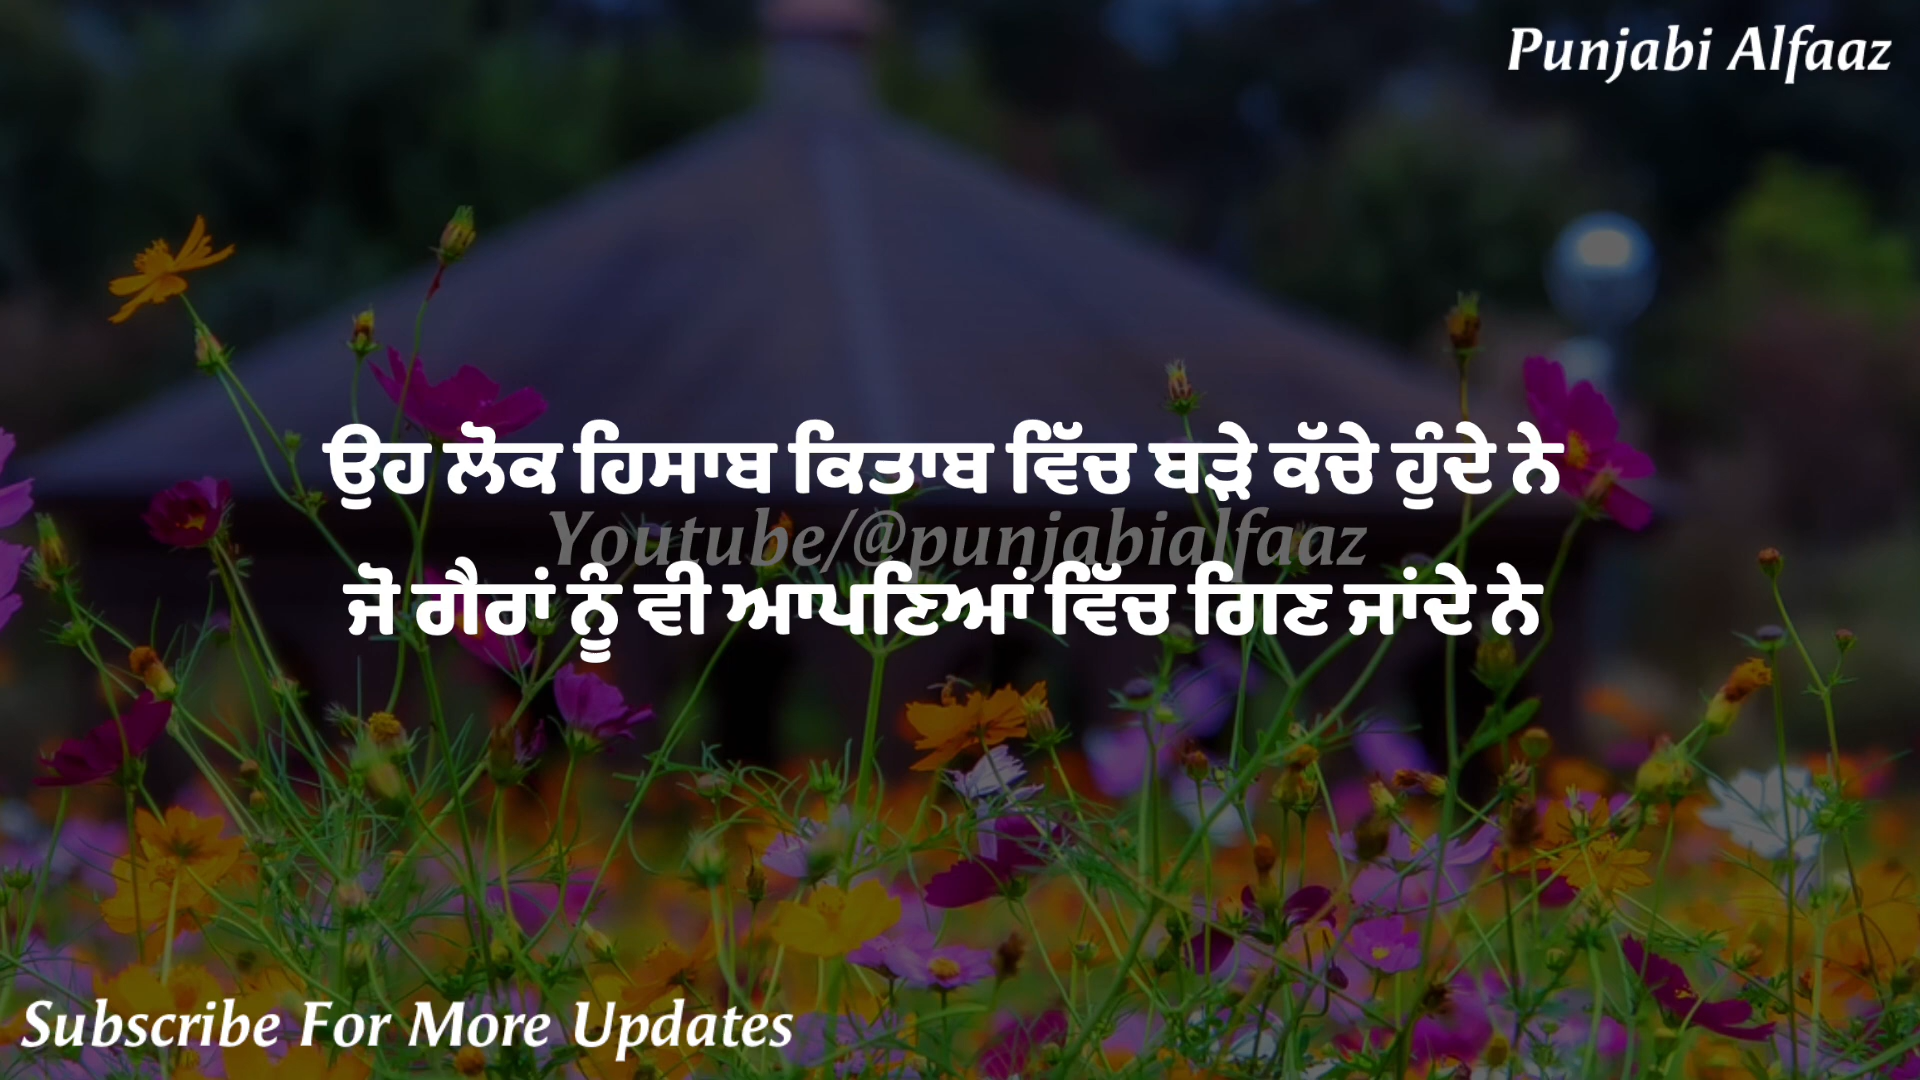 Punjabi Alfaaz
ਉਹ ਲੋਕ ਹਿਸਾਬ ਕਿਤਾਬ ਵਿੱਚ ਬੜੇ ਕੱਚੇ ਹੁੰਦੇ ਨੇ
Youtube/@punjabialfaaz
ਜੋ ਗੈਰਾਂ ਨੂੰ ਵੀ ਆਪਣਿਆਂ ਵਿੱਚ ਗਿਣ ਜਾਂਦੇ ਨੇ
Subscribe For More Updates